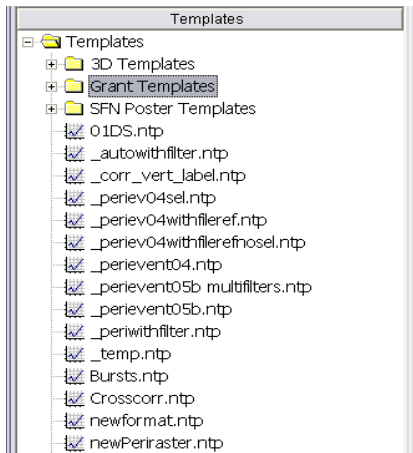 Templates
Templates
3D Templates
Grant Templates
SFN Poster Templates
01DS.ntp
_autowithfilter.ntp
_corr_vert_label.ntp
_periev04sel.ntp
_periev04withfileref.ntp
_periev04withfilerefnosel.ntp
_perievent04.ntp
_perievent05b multifilters.ntp
_perievent05b.ntp
_periwithfilter.ntp
_temp.ntp
Bursts.ntp
Crosscorr.ntp
newformat.ntp
newPeriraster.ntp